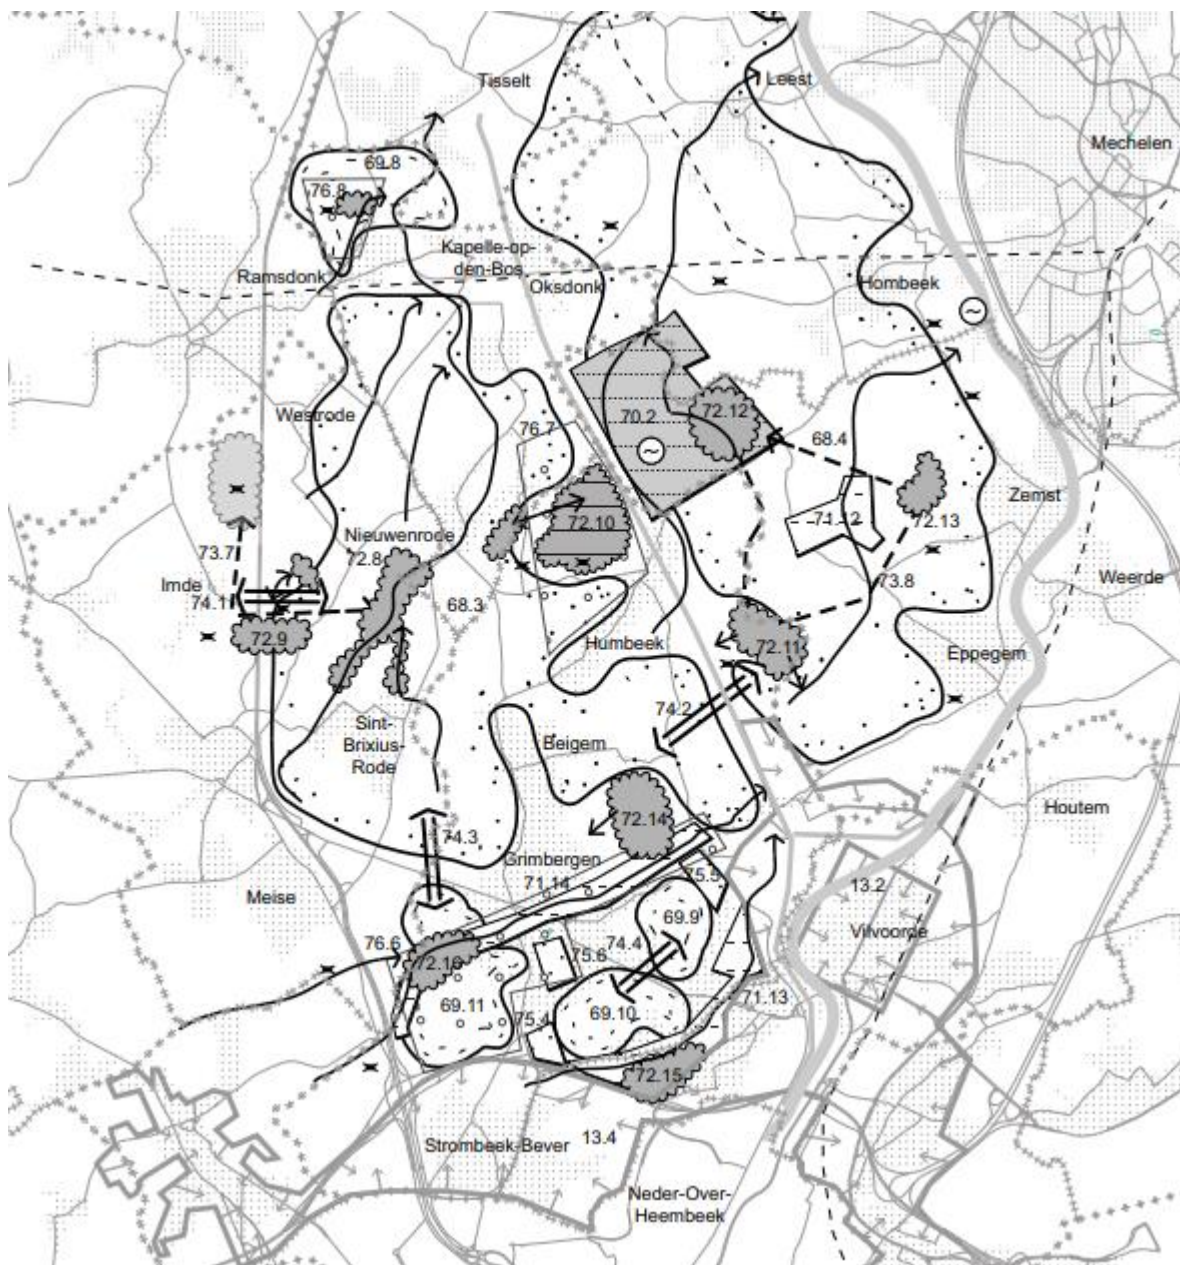 Tisselt
Leest
Mechelen
69.8
76.8
Kapelle-op-
den-Bos
Ramsdonk
Oksdonk
Hombeek
~
Westrode
70.2
72.12
76.7
68.4
~
Zemst
72.10
71.12
72.13
Nieuwenrode
72.8
73.7
Imde
74.1
73.8
Weerde
68.3
72.9
Humbeek
72.11
Eppegem
74.2
Sint-
Brixius-
Rode
Beigem
Houtem
72.14
74.3
Grimbergen
71.14
75.5
13.2
Meise
69.9
Vilvoorde
76.6
74.4
75.6
72.16
71.13
69.11
75.4
69.10
72.15
13.4
Strombeek-Bever
Neder-Over-
Heembeek